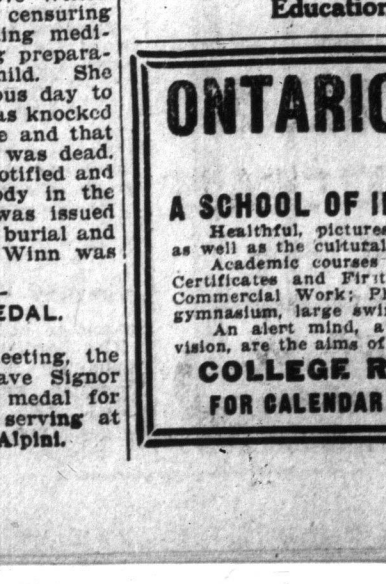 censuring
ing medi-
prepara-
hild. She
ous day to
as knocked
e and that
was dead.
otified and
ody in the
was issued
burial and
Winn was
EDAL.
eeting, the
ave Signor
medal for
serving at
Alpini.
Education
ONTARIO
A SCHOOL OF I
Healthful, pictures
as well as the cultural
Academic courses
Certificates and First
Commercial Work; P
gymnasium, large swi
An alert mind, a
vision, are the aims of
COLLEGE R
FOR CALENDAR